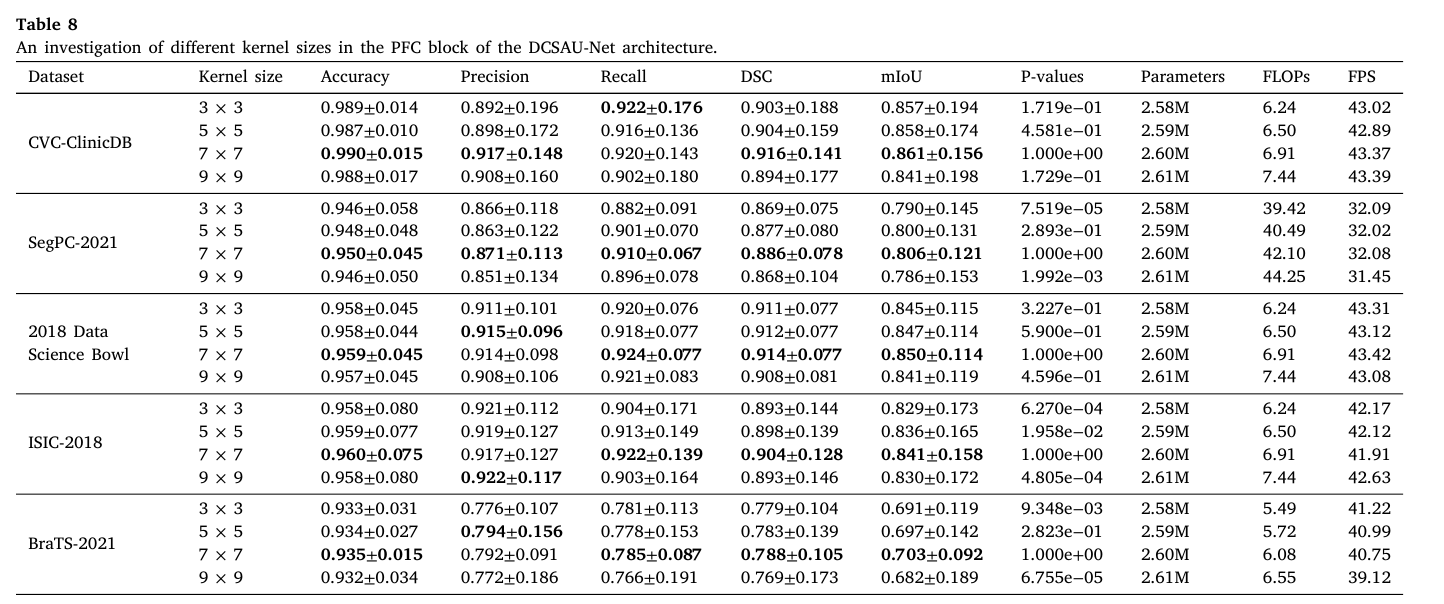 Table 8
An investigation of different kernel sizes in the PFC block of the DCSAU-Net architecture.
Dataset Kernel size Accuracy Precision Recall DSC mIoU P-values Parameters FLOPs FPS
CVC-ClinicDB
3 × 3 0.989±0.014 0.892±0.196 0.922±0.176 0.903±0.188 0.857±0.194 1.719e−01 2.58M 6.24 43.02
5 × 5 0.987±0.010 0.898±0.172 0.916±0.136 0.904±0.159 0.858±0.174 4.581e−01 2.59M 6.50 42.89
7 × 7 0.990±0.015 0.917±0.148 0.920±0.143 0.916±0.141 0.861±0.156 1.000e+00 2.60M 6.91 43.37
9 × 9 0.988±0.017 0.908±0.160 0.902±0.180 0.894±0.177 0.841±0.198 1.729e−01 2.61M 7.44 43.39
SegPC-2021
3 × 3 0.946±0.058 0.866±0.118 0.882±0.091 0.869±0.075 0.790±0.145 7.519e−05 2.58M 39.42 32.09
5 × 5 0.948±0.048 0.863±0.122 0.901±0.070 0.877±0.080 0.800±0.131 2.893e−01 2.59M 40.49 32.02
7 × 7 0.950±0.045 0.871±0.113 0.910±0.067 0.886±0.078 0.806±0.121 1.000e+00 2.60M 42.10 32.08
9 × 9 0.946±0.050 0.851±0.134 0.896±0.078 0.868±0.104 0.786±0.153 1.992e−03 2.61M 44.25 31.45
2018 Data
Science Bowl
3 × 3 0.958±0.045 0.911±0.101 0.920±0.076 0.911±0.077 0.845±0.115 3.227e−01 2.58M 6.24 43.31
5 × 5 0.958±0.044 0.915±0.096 0.918±0.077 0.912±0.077 0.847±0.114 5.900e−01 2.59M 6.50 43.12
7 × 7 0.959±0.045 0.914±0.098 0.924±0.077 0.914±0.077 0.850±0.114 1.000e+00 2.60M 6.91 43.42
9 × 9 0.957±0.045 0.908±0.106 0.921±0.083 0.908±0.081 0.841±0.119 4.596e−01 2.61M 7.44 43.08
ISIC-2018
3 × 3 0.958±0.080 0.921±0.112 0.904±0.171 0.893±0.144 0.829±0.173 6.270e−04 2.58M 6.24 42.17
5 × 5 0.959±0.077 0.919±0.127 0.913±0.149 0.898±0.139 0.836±0.165 1.958e−02 2.59M 6.50 42.12
7 × 7 0.960±0.075 0.917±0.127 0.922±0.139 0.904±0.128 0.841±0.158 1.000e+00 2.60M 6.91 41.91
9 × 9 0.958±0.080 0.922±0.117 0.903±0.164 0.893±0.146 0.830±0.172 4.805e−04 2.61M 7.44 42.63
BraTS-2021
3 × 3 0.933±0.031 0.776±0.107 0.781±0.113 0.779±0.104 0.691±0.119 9.348e−03 2.58M 5.49 41.22
5 × 5 0.934±0.027 0.794±0.156 0.778±0.153 0.783±0.139 0.697±0.142 2.823e−01 2.59M 5.72 40.99
7 × 7 0.935±0.015 0.792±0.091 0.785±0.087 0.788±0.105 0.703±0.092 1.000e+00 2.60M 6.08 40.75
9 × 9 0.932±0.034 0.772±0.186 0.766±0.191 0.769±0.173 0.682±0.189 6.755e−05 2.61M 6.55 39.12